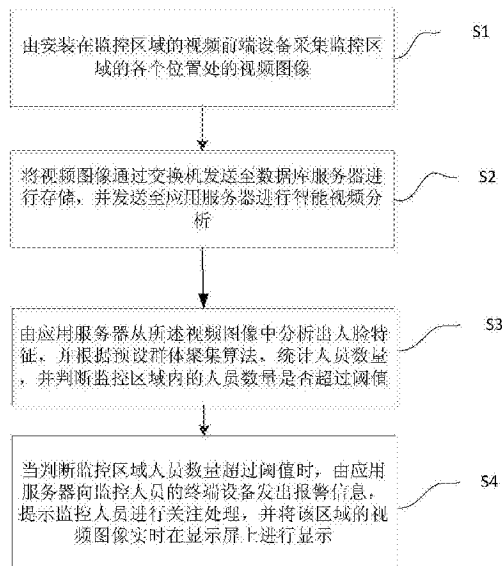 由安装在监控区域的视频前端设备采集监控区
域的各个位置处的视频图像
S1
将视频图像通过交换机发送至数据库服务器进
行存储，并发送至应用服务器进行智能视频分
析
S2
由应用服务器从所述视频图像中分析出人脸特
征，并根据预设群体聚集算法、统计人员数量
，并判断监控区域内的人员数量是否超过阈值
S3
当判断监控区域人员数量超过阈值时，由应用
服务器向监控人员的终端设备发出报警信息，
提示监控人员进行关注处理，并将该区域的视
频图像实时在显示屏上进行显示
S4